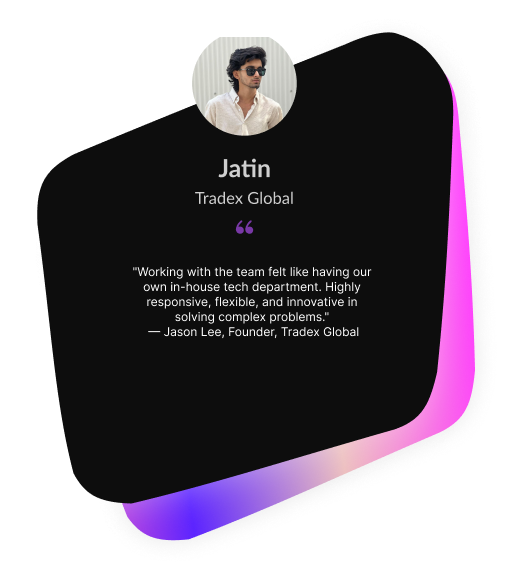 Jatin
Tradex Global
“
"Working with the team felt like having our
own in-house tech department. Highly
responsive, flexible, and innovative in
solving complex problems."
— Jason Lee, Founder, Tradex Global